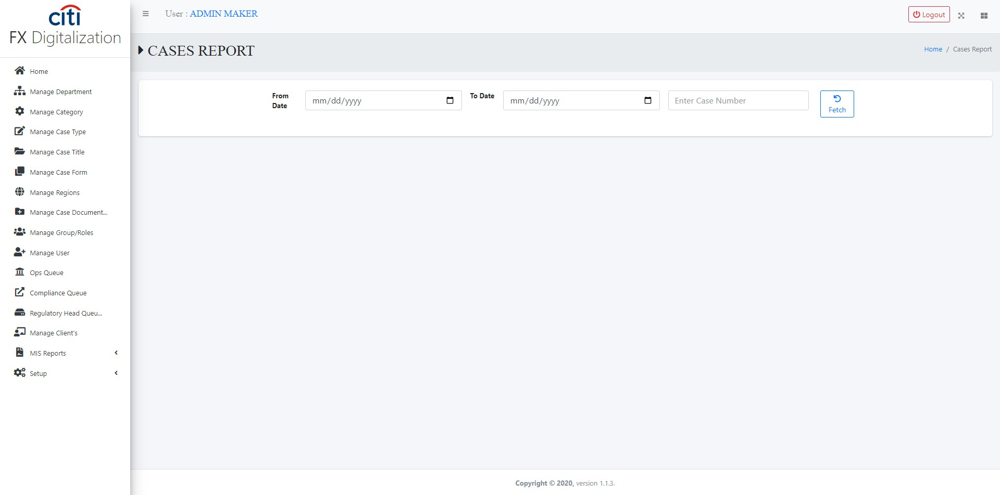 citi
FX Digitalization
User : ADMIN MAKER
Logout
CASES REPORT
Home / Cases Report
Home
Manage Department
Manage Category
Manage Case Type
Manage Case Title
Manage Case Form
Manage Regions
Manage Case Document...
Manage Group/Roles
Manage User
Ops Queue
Compliance Queue
Regulatory Head Queu...
Manage Client's
MIS Reports
Setup
From
Date
mm/dd/yyyy
To Date
mm/dd/yyyy
Enter Case Number
Fetch
Copyright © 2020, version 1.1.3.